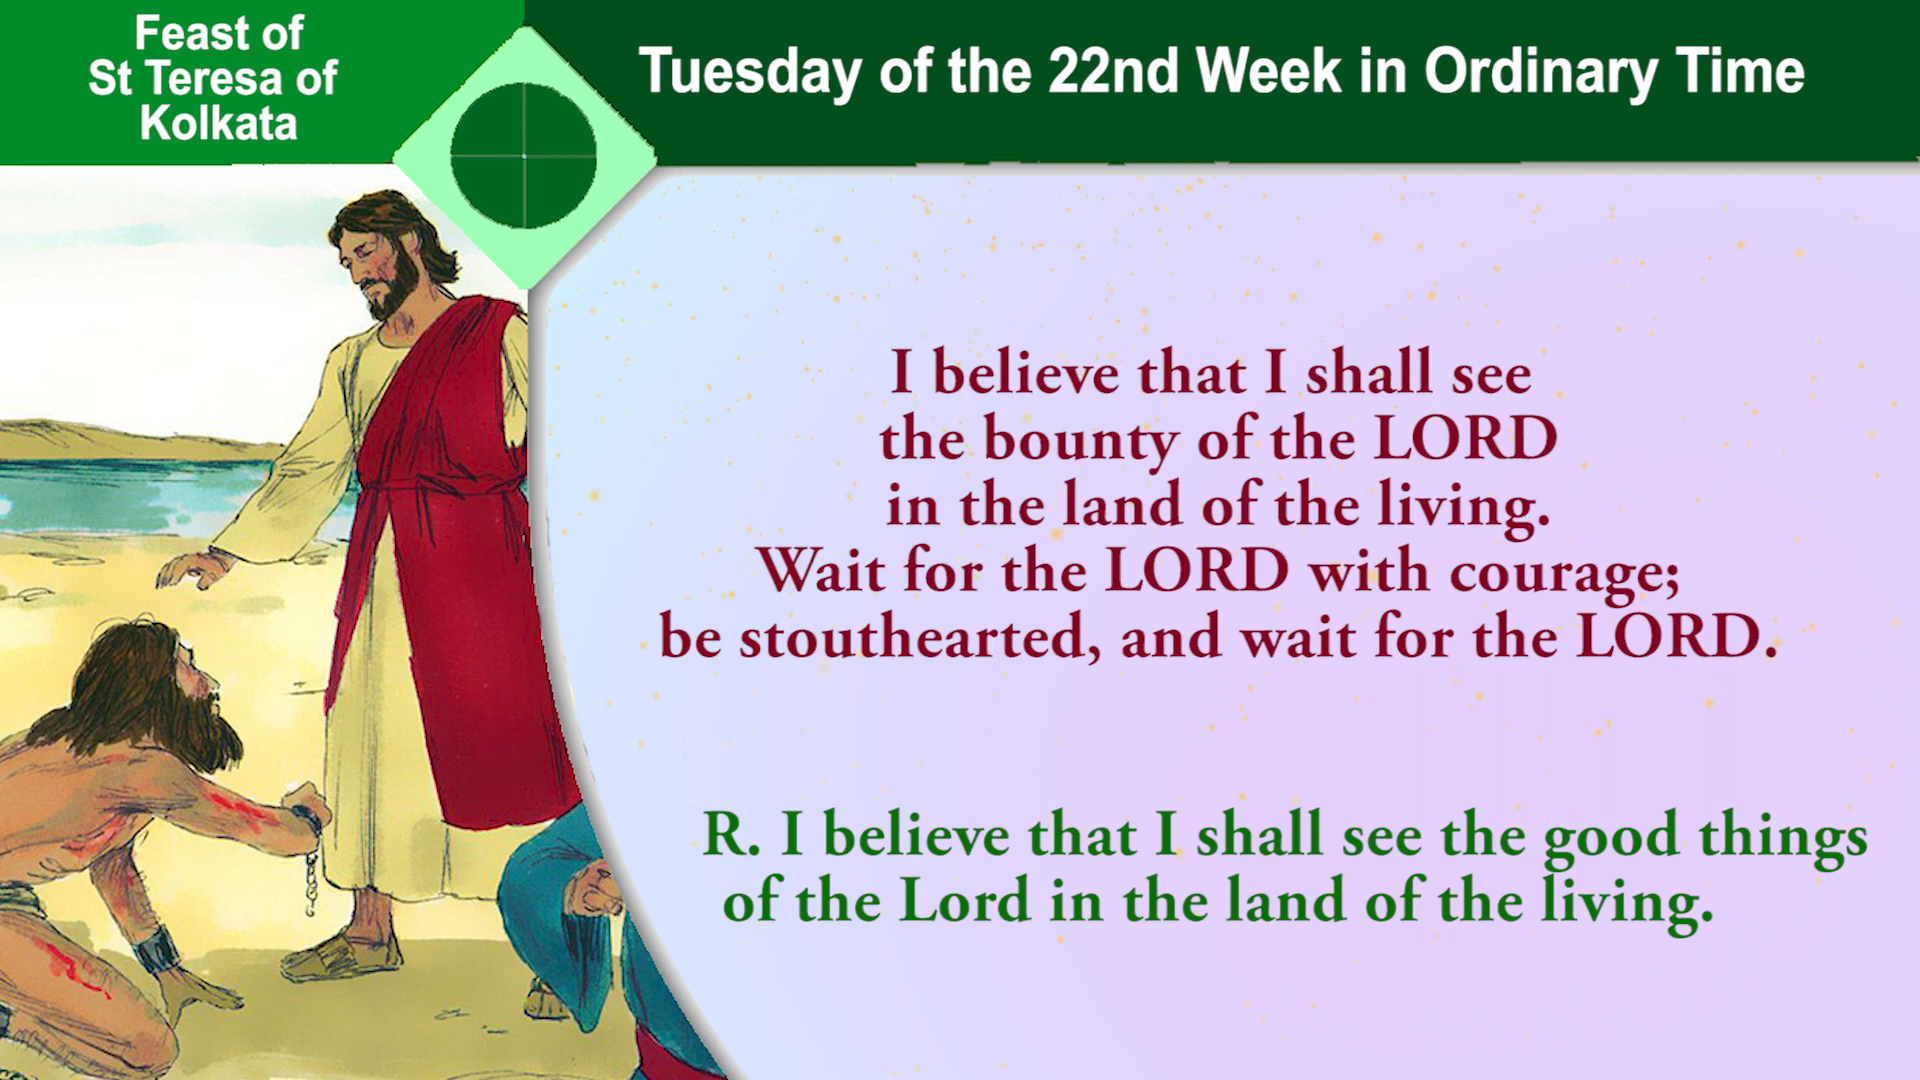 Feast of
St Teresa of
Kolkata
Tuesday of the 22nd Week in Ordinary Time
I believe that I shall see
the bounty of the LORD
in the land of the living.
Wait for the LORD with courage;
be stouthearted, and wait for the LORD.
R. I believe that I shall see the good things
of the Lord in the land of the living.